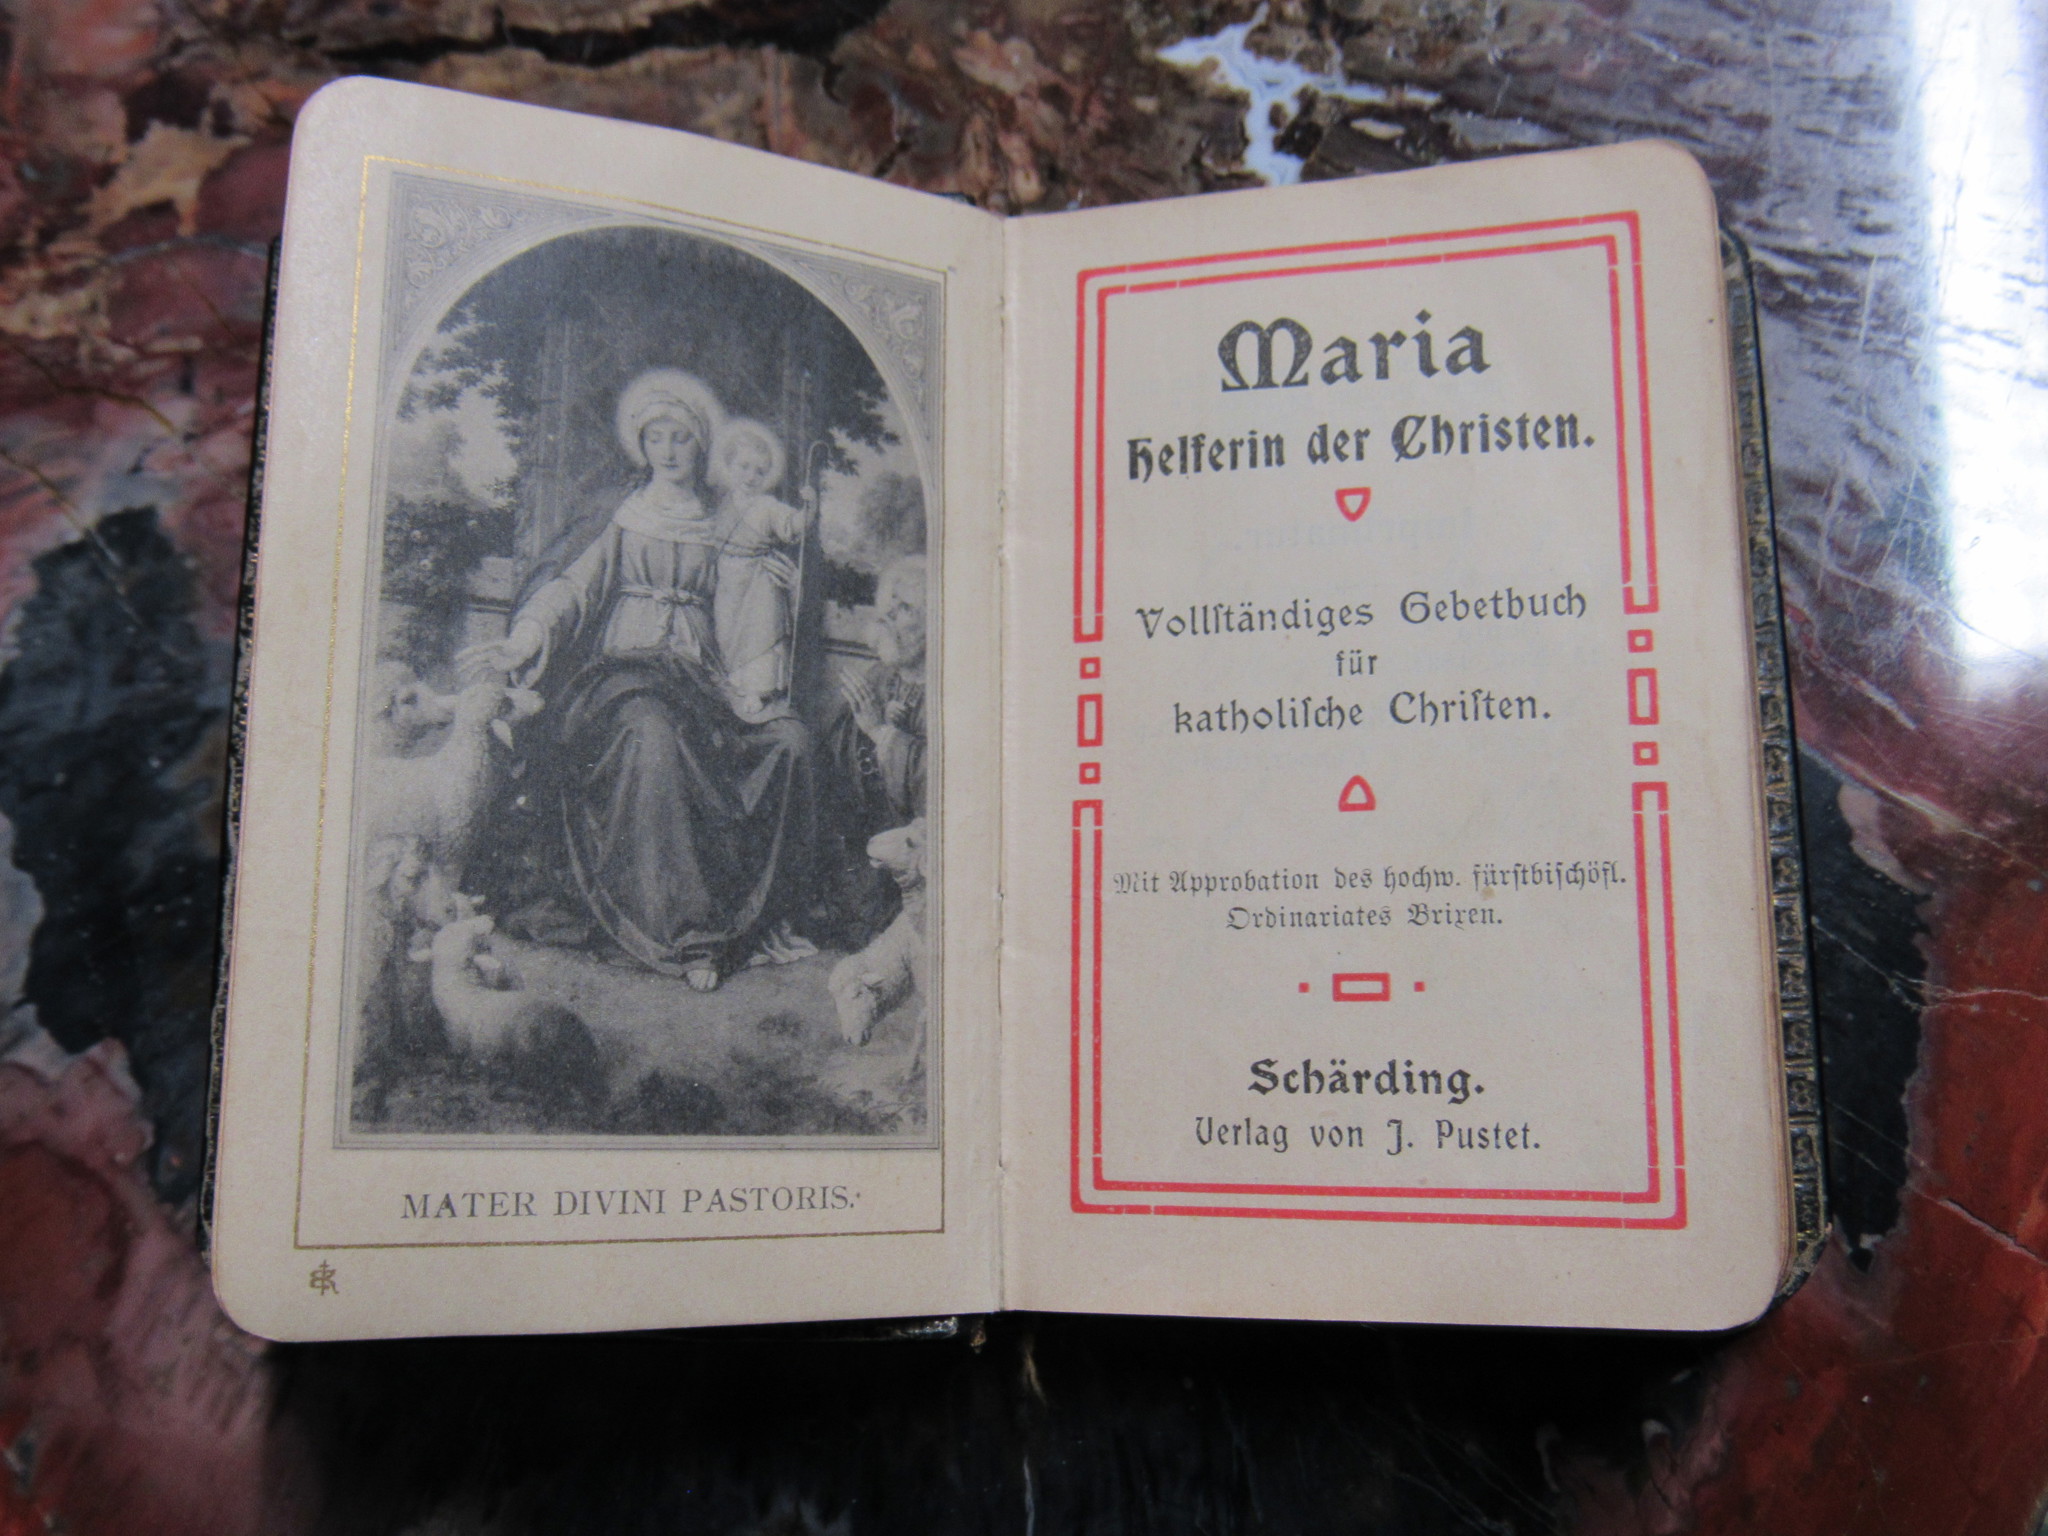 MATER DIVINI PASTORIS.
Maria
Helferin der Christen.
Vollſtändiges Gebetbuch
für
katholiſche Chriſten.
Mit Approbation des hochw. fürſtbiſchöfl.
Ordinariates Brixen.
Schärding.
Verlag von J. Pustet.